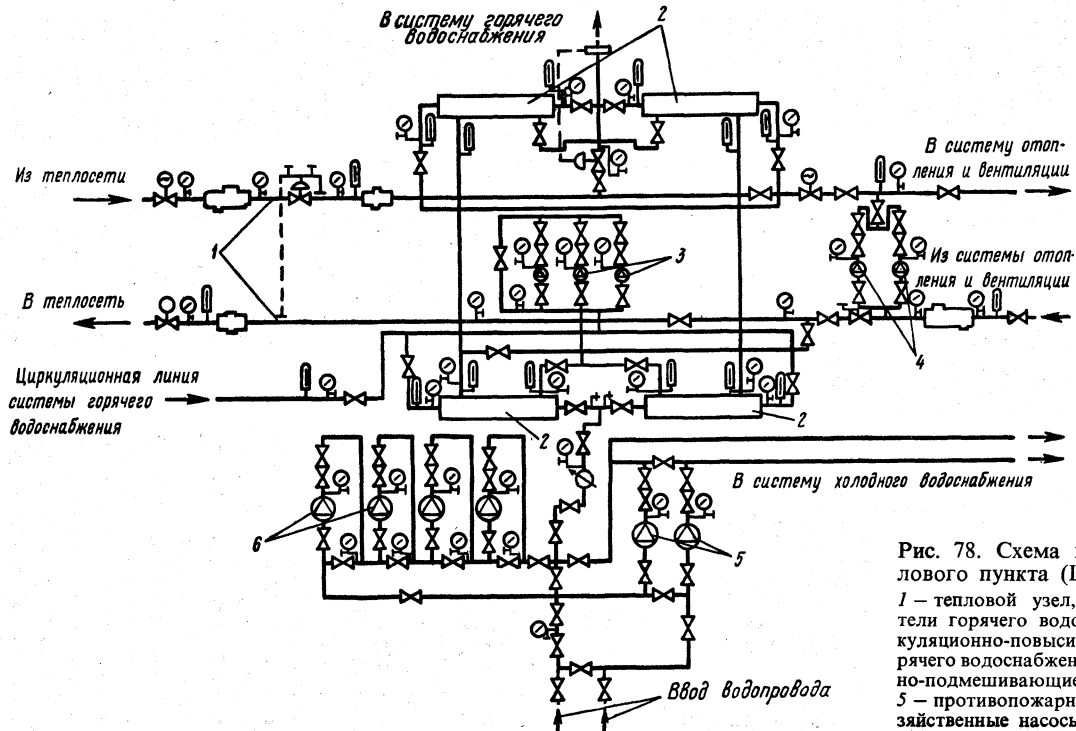 В систему горячего
водоснабжения
2
Из теплосети
В систему отоп-
ления и вентиляции
1
3
Из системы отоп-
ления и вентиляции
В теплосеть
4
Циркуляционная линия
системы горячего
водоснабжения
2
2
В систему холодного водоснабжения
6
5
Ввод водопровода
Рис. 78. Схема
лового пункта
1 – тепловой узел,
тели горячего водо
куляционно-повыси
рячего водоснабжен
но-подмешивающие
5 – противопожарн
зяйственные насосы